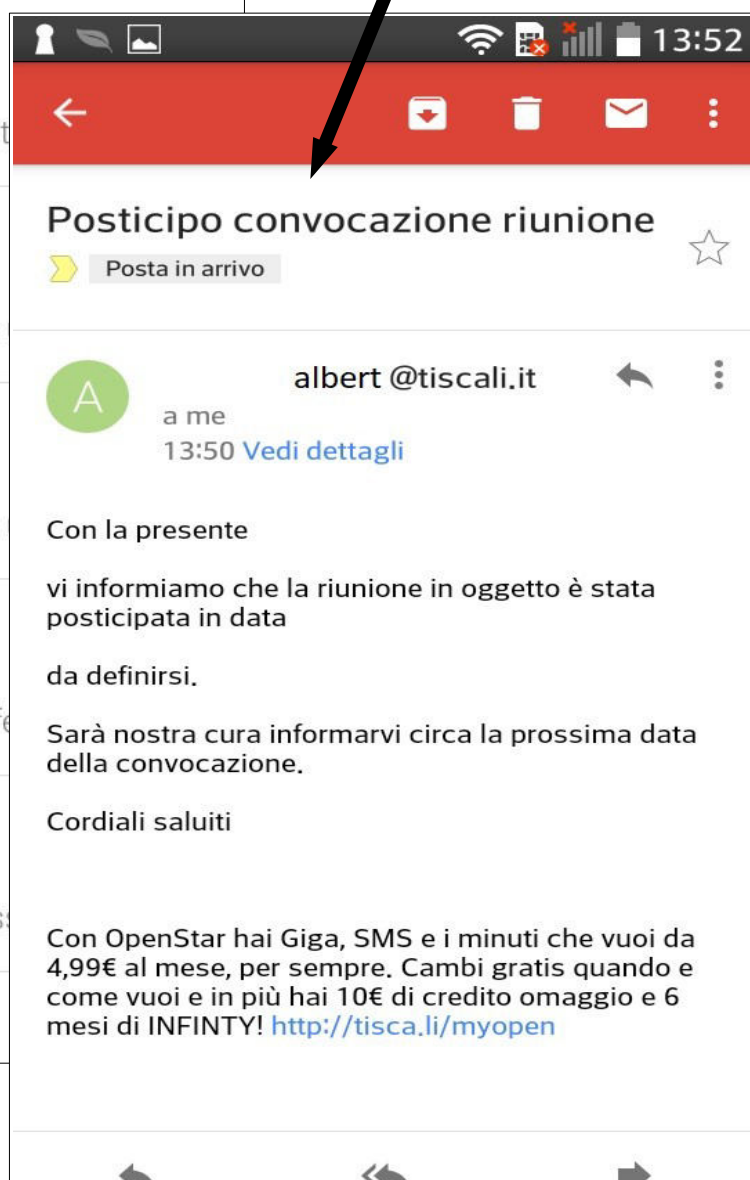 13:52
Posticipo convocazione riunione
Posta in arrivo
A
albert @tiscali.it
a me
13:50 Vedi dettagli
Con la presente
vi informiamo che la riunione in oggetto è stata
posticipata in data
da definirsi.
Sarà nostra cura informarvi circa la prossima data
della convocazione.
Cordiali saluiti
Con OpenStar hai Giga, SMS e i minuti che vuoi da
4,99€ al mese, per sempre. Cambi gratis quando e
come vuoi e in più hai 10€ di credito omaggio e 6
mesi di INFINTY! http://tisca.li/myopen